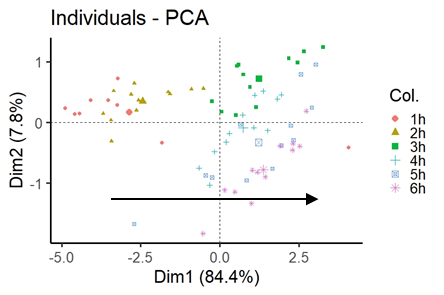 Individuals - PCA
Dim2 (7.8%)
1
0
-1
-5.0
-2.5
0.0
2.5
Dim1 (84.4%)
Col.
1h
2h
3h
4h
5h
6h